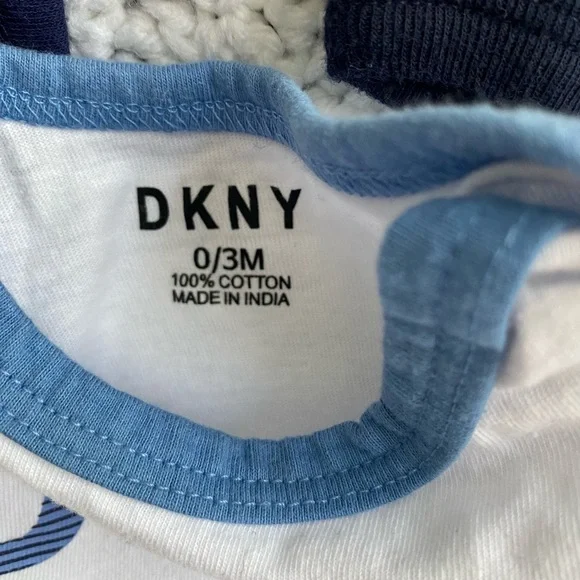 DKNY
0/3M
100% COTTON
MADE IN INDIA